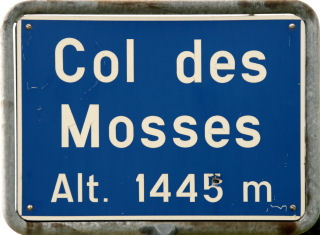 Col des
Mosses
Alt. 1445 m